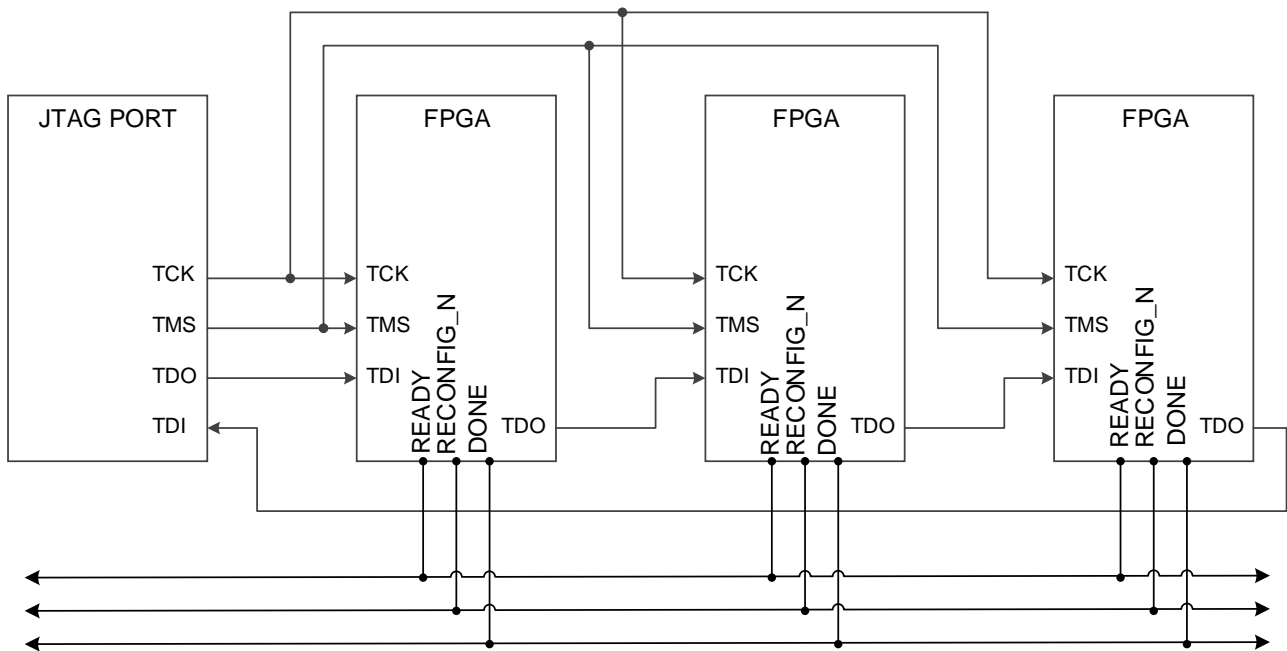 JTAG PORT
TCK
TMS
TDO
TDI
FPGA
TCK
TMS
TDI
READY
RECONFIG_N
DONE
TDO
FPGA
TCK
TMS
TDI
READY
RECONFIG_N
DONE
TDO
FPGA
TCK
TMS
TDI
READY
RECONFIG_N
DONE
TDO